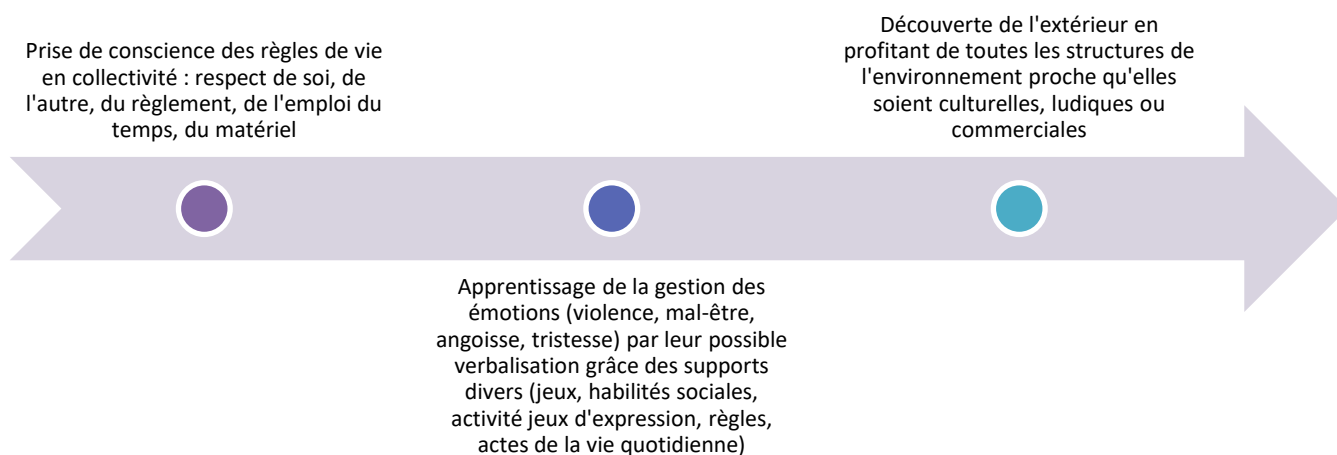 Prise de conscience des règles de vie
en collectivité : respect de soi, de
l'autre, du règlement, de l'emploi du
temps, du matériel
Apprentissage de la gestion des
émotions (violence, mal-être,
angoisse, tristesse) par leur possible
verbalisation grâce des supports
divers (jeux, habilités sociales,
activité jeux d'expression, règles,
actes de la vie quotidienne)
Découverte de l'extérieur en
profitant de toutes les structures de
l'environnement proche qu'elles
soient culturelles, ludiques ou
commerciales